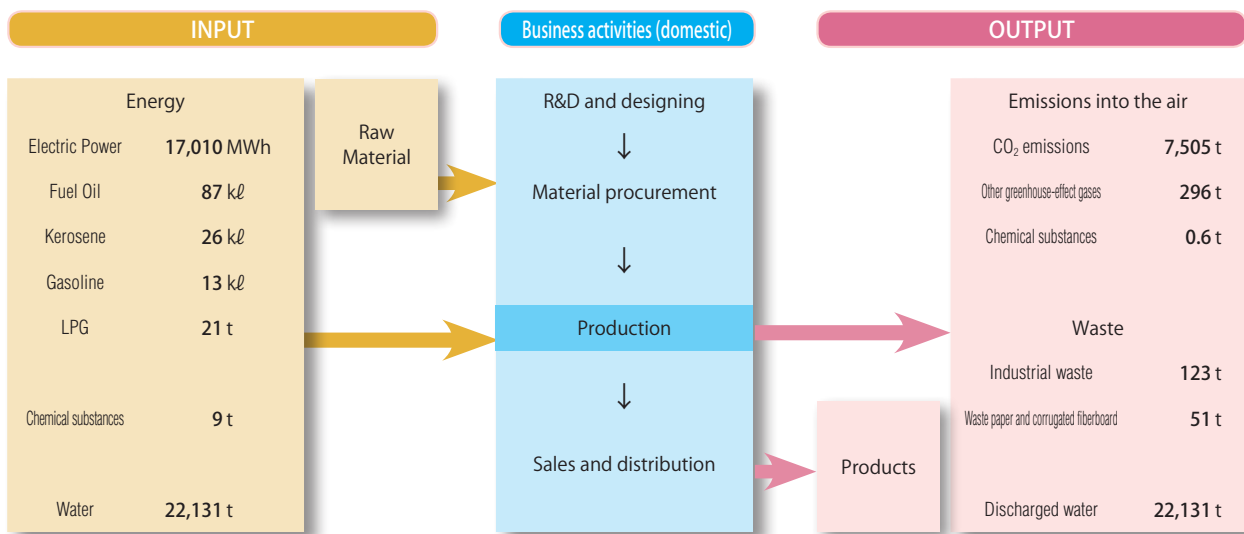 INPUT
Business activities (domestic)
OUTPUT
Energy
Electric Power 17,010 MWh
Fuel Oil 87 kℓ
Kerosene 26 kℓ
Gasoline 13 kℓ
LPG 21 t
Chemical substances 9 t
Water 22,131 t
Raw
Material
R&D and designing
↓
Material procurement
↓
Production
↓
Sales and distribution
Products
Emissions into the air
CO₂ emissions 7,505 t
Other greenhouse-effect gases 296 t
Chemical substances 0.6 t
Waste
Industrial waste 123 t
Waste paper and corrugated fiberboard 51 t
Discharged water 22,131 t